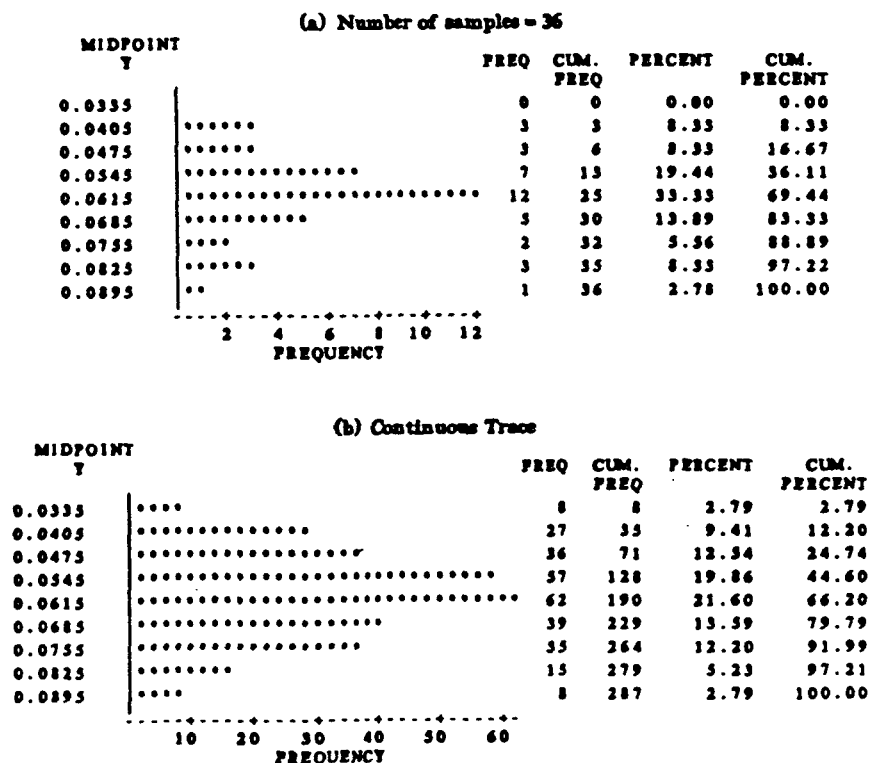 (a) Number of samples = 36
MIDPOINT
Y
FREQ CUM. FREQ PERCENT CUM. PERCENT
0.0335 0 0 0.00 0.00
0.0405 3 3 8.33 8.33
0.0475 3 6 8.33 16.67
0.0545 7 13 19.44 36.11
0.0615 12 25 33.33 69.44
0.0685 5 30 13.89 83.33
0.0755 2 32 5.56 88.89
0.0825 3 35 8.33 97.22
0.0895 1 36 2.78 100.00
2 4 6 8 10 12
FREQUENCY
(b) Continuous Trace
MIDPOINT
Y
FREQ CUM. FREQ PERCENT CUM. PERCENT
0.0335 8 8 2.79 2.79
0.0405 27 35 9.41 12.20
0.0475 36 71 12.54 24.74
0.0545 57 128 19.86 44.60
0.0615 62 190 21.60 66.20
0.0685 39 229 13.59 79.79
0.0755 35 264 12.20 91.99
0.0825 15 279 5.23 97.21
0.0895 8 287 2.79 100.00
10 20 30 40 50 60
FREQUENCY